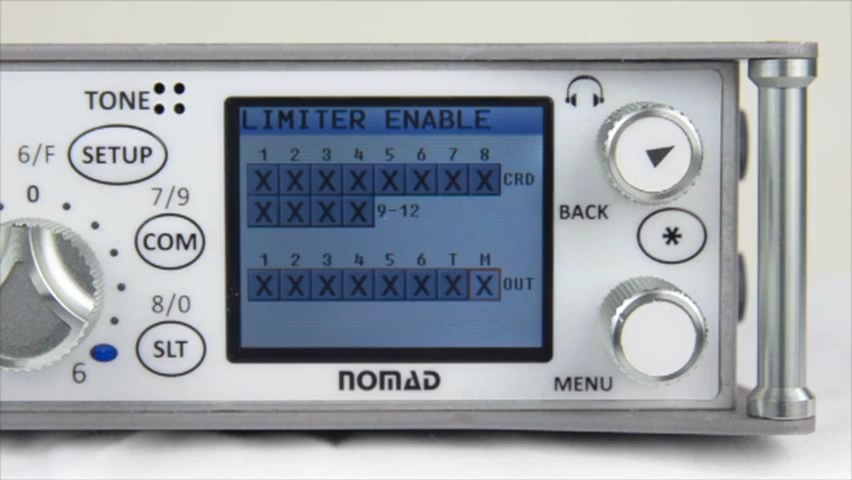 TONE
6/F SETUP
0
7/9
COM
8/0
SLT
6
LIMITER ENABLE
1 2 3 4 5 6 7 8
X X X X X X X X CRD
X X X X 9-12
1 2 3 4 5 6 T M
X X X X X X X X OUT
NOMAD
BACK
*
MENU